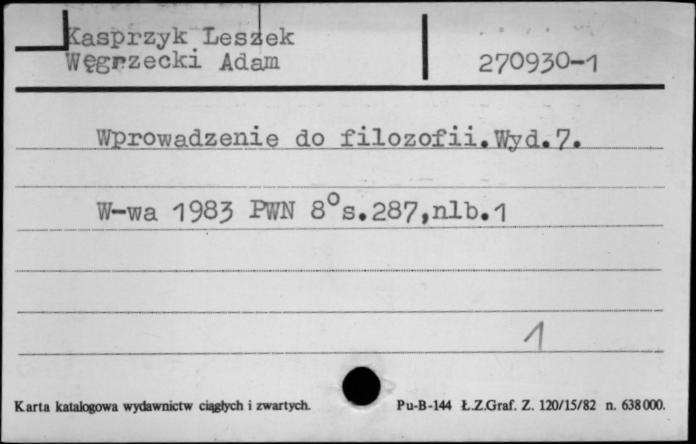 Kasprzyk Leszek
Węgrzecki Adam
270930-1
Wprowadzenie do filozofii.Wyd.7.
W-wa 1983 PWN 8°s.287,nlb.1
1
Karta katalogowa wydawnictw ciągłych i zwartych.
Pu-B-144 Ł.Z.Graf. Z. 120/15/82 n. 638000.